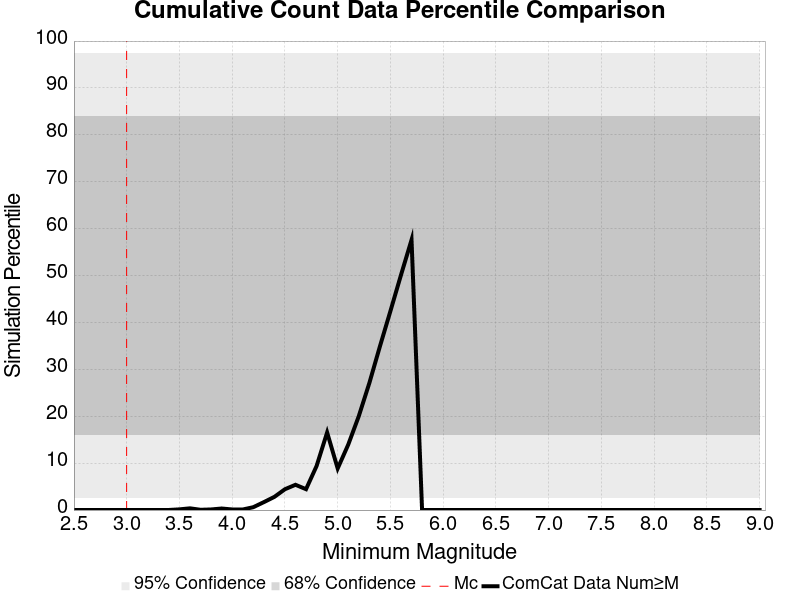 Cumulative Count Data Percentile Comparison
100
90
80
70
60
50
40
30
20
10
0
Simulation Percentile
2.5 3.0 3.5 4.0 4.5 5.0 5.5 6.0 6.5 7.0 7.5 8.0 8.5 9.0
Minimum Magnitude
95% Confidence 68% Confidence Mc ComCat Data Num≥M